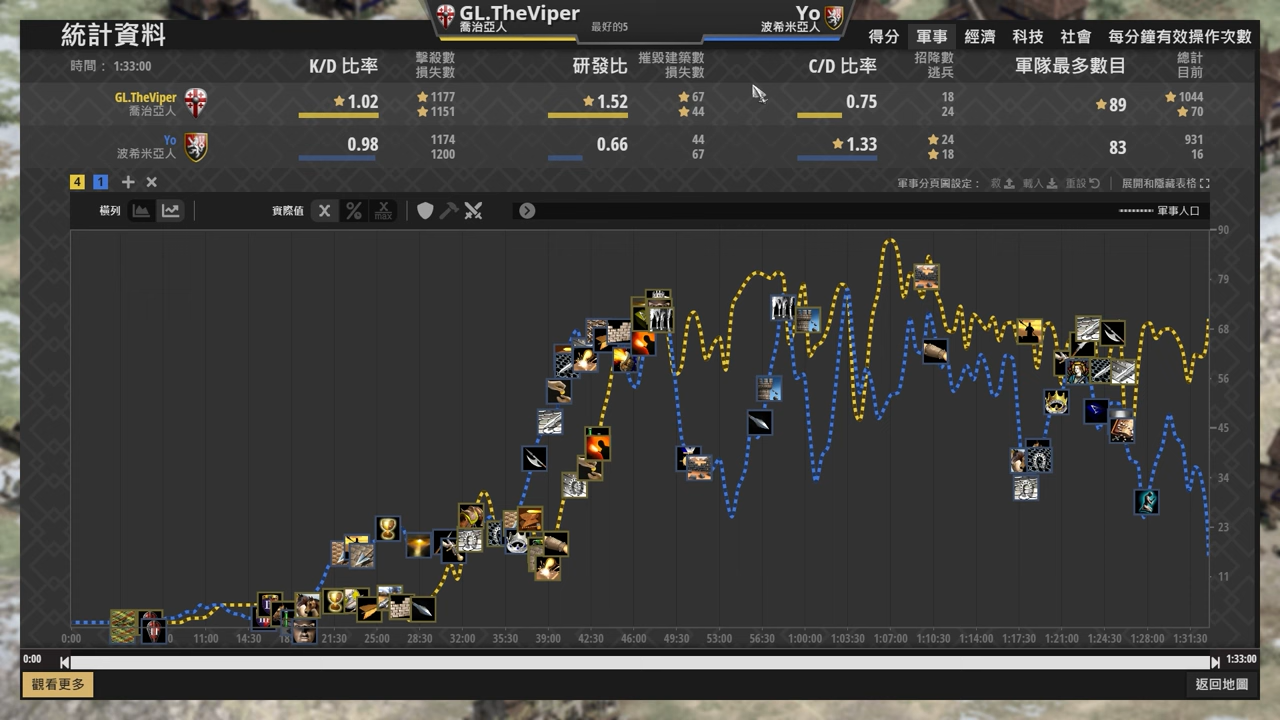 GL.TheViper
喬治亞人
最好的5
Yo
波希米亞人
統計資料
得分 軍事 經濟 科技 社會 每分鐘有效操作次數
時間： 1:33:00
K/D 比率
擊殺數
損失數
研發比
摧毀建築數
損失數
C/D 比率
招降數
逃兵
軍隊最多數目
總計
目前
GL.TheViper
喬治亞人
1.02
1177
1151
1.52
67
44
0.75
18
24
89
1044
70
Yo
波希米亞人
0.98
1174
1200
0.66
44
67
1.33
24
18
83
931
16
4 1
軍事分頁圖設定： 載入 重設 展開和隱藏表格
橫列 實際值 X % X max 軍事人口
90
79
68
56
45
34
23
11
0:00 11:00 14:30 18 21:30 25:00 28:30 32:00 35:30 39:00 42:30 46:00 49:30 53:00 56:30 1:00:00 1:03:30 1:07:00 1:10:30 1:14:00 1:17:30 1:21:00 1:24:30 1:28:00 1:31:30
0:00 1:33:00
觀看更多 返回地圖